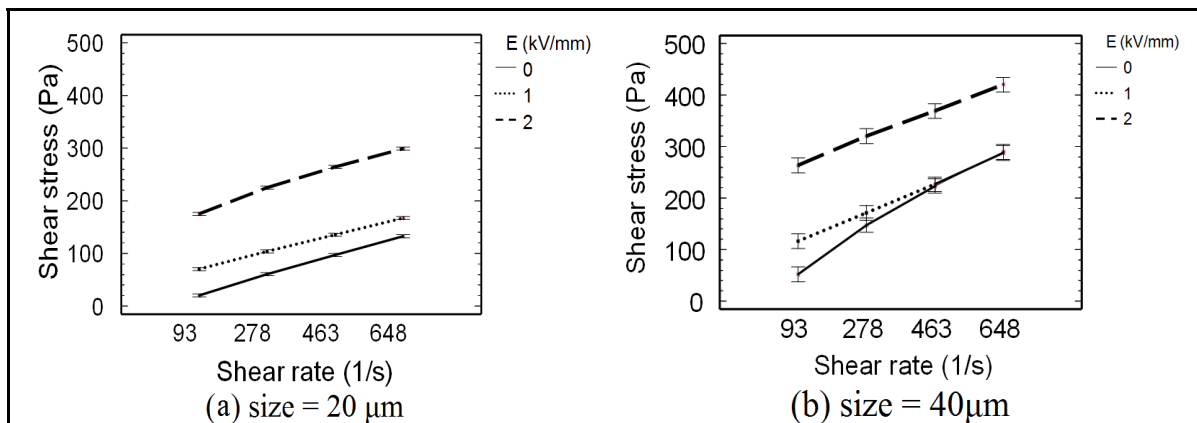 500
400
300
200
100
0
Shear stress (Pa)
E (kV/mm)
0
1
2
93 278 463 648
Shear rate (1/s)
(a) size = 20 μm
500
400
300
200
100
0
Shear stress (Pa)
E (kV/mm)
0
1
2
93 278 463 648
Shear rate (1/s)
(b) size = 40μm